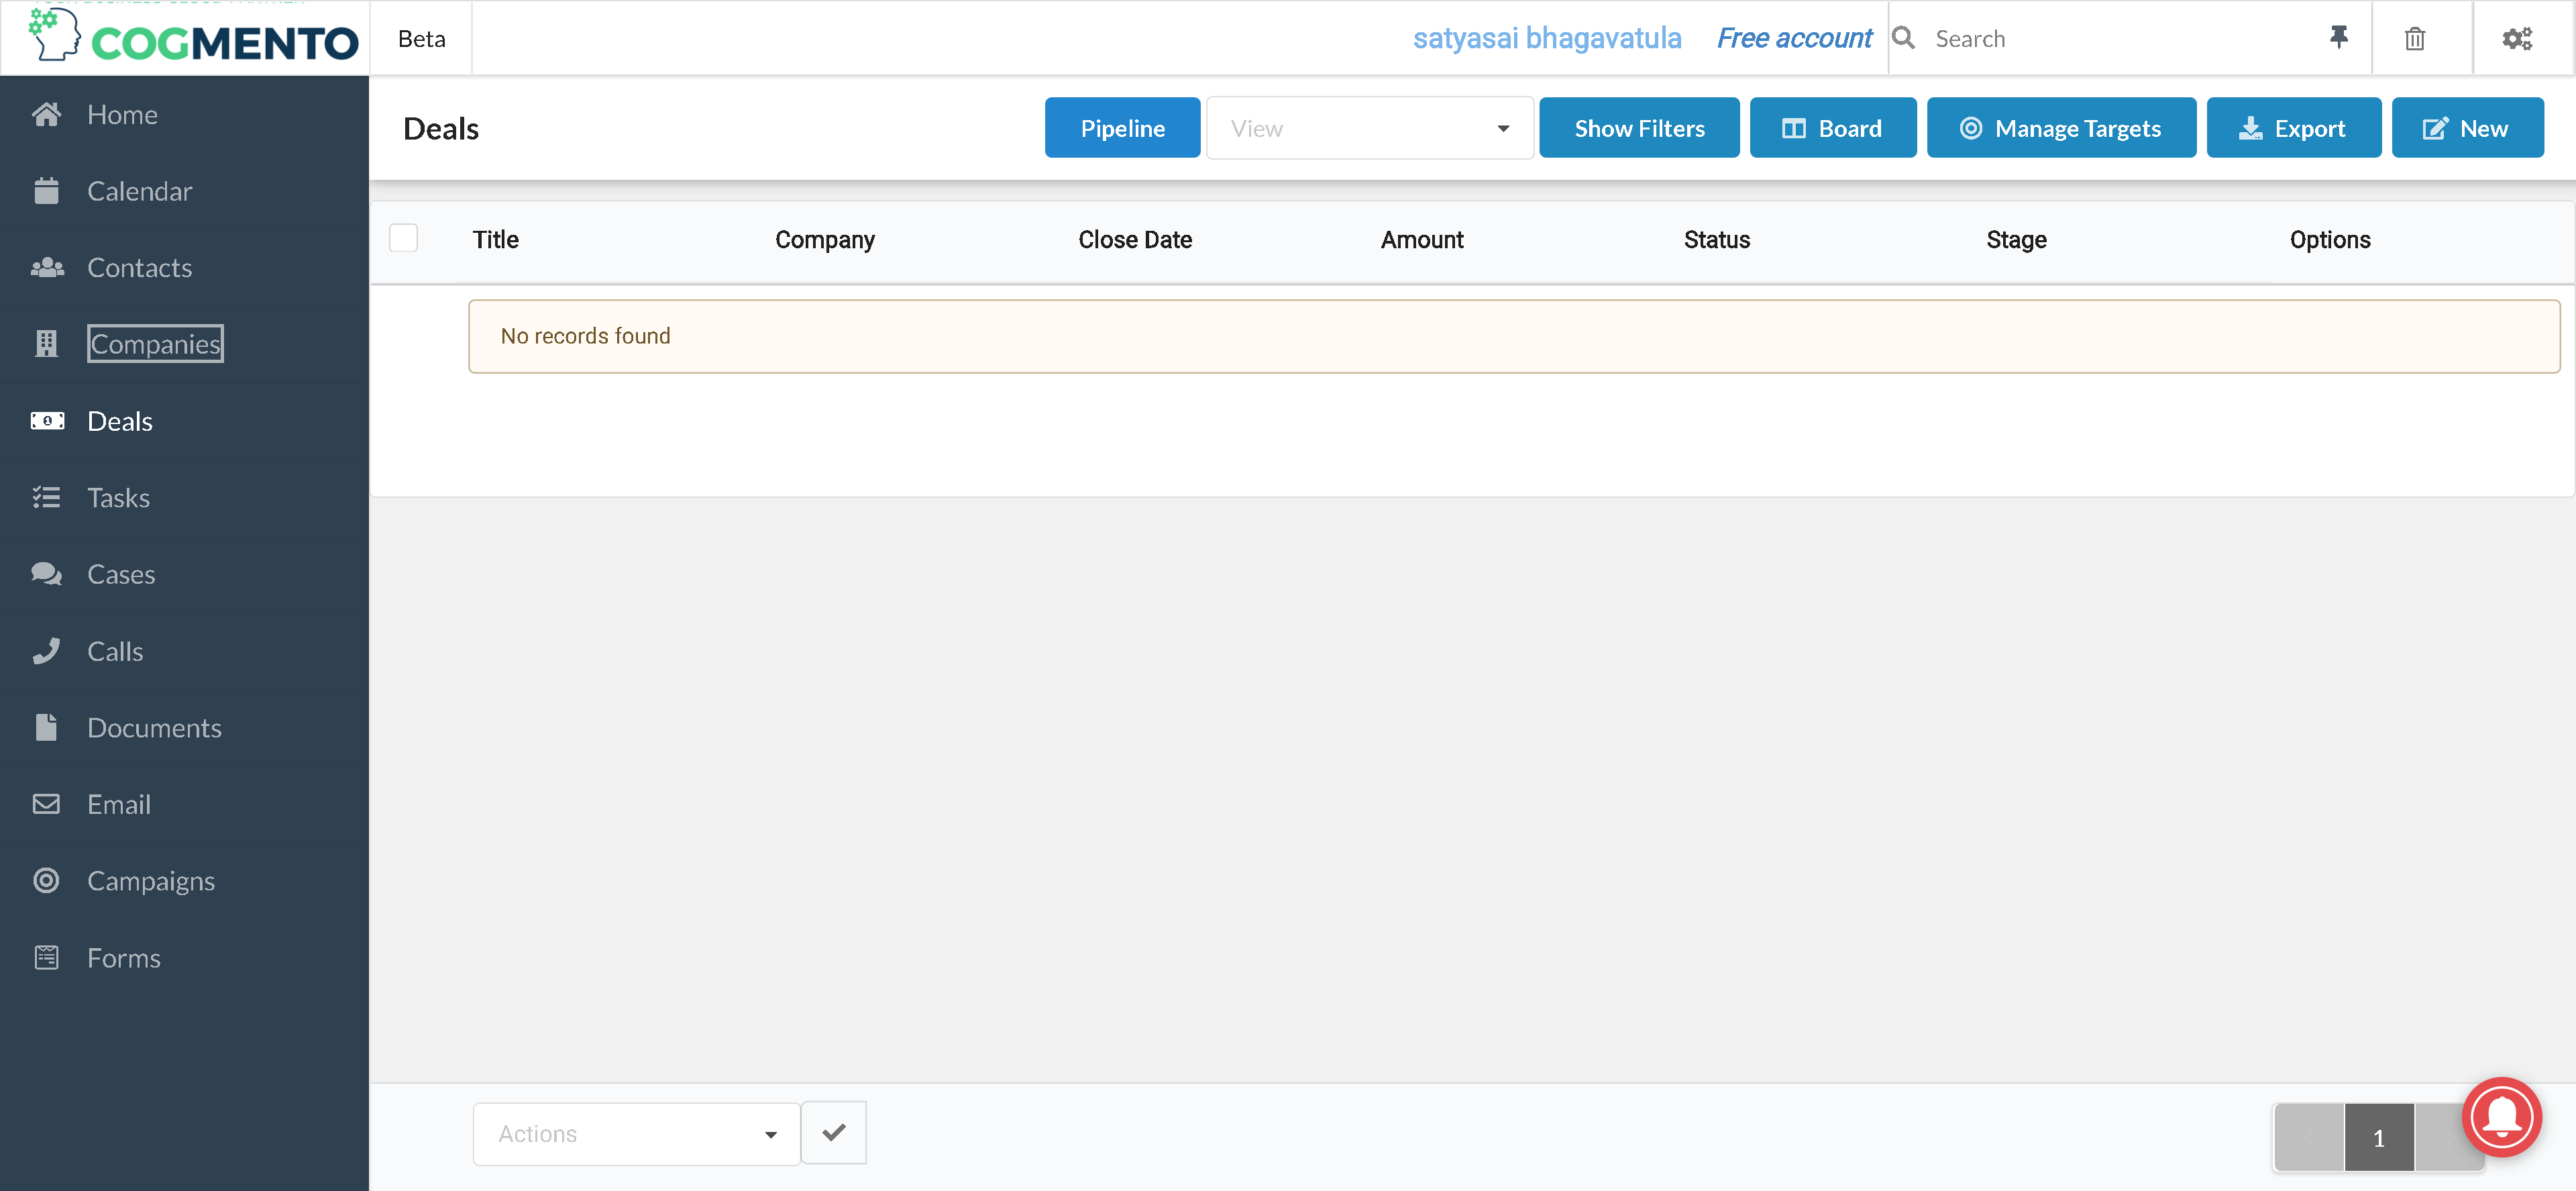 COGMENTO
Beta
satyasai bhagavatula
Free account
Search
Home
Calendar
Contacts
Companies
Deals
Tasks
Cases
Calls
Documents
Email
Campaigns
Forms
Deals
Pipeline
View
Show Filters
Board
Manage Targets
Export
New
Title
Company
Close Date
Amount
Status
Stage
Options
No records found
Actions
1